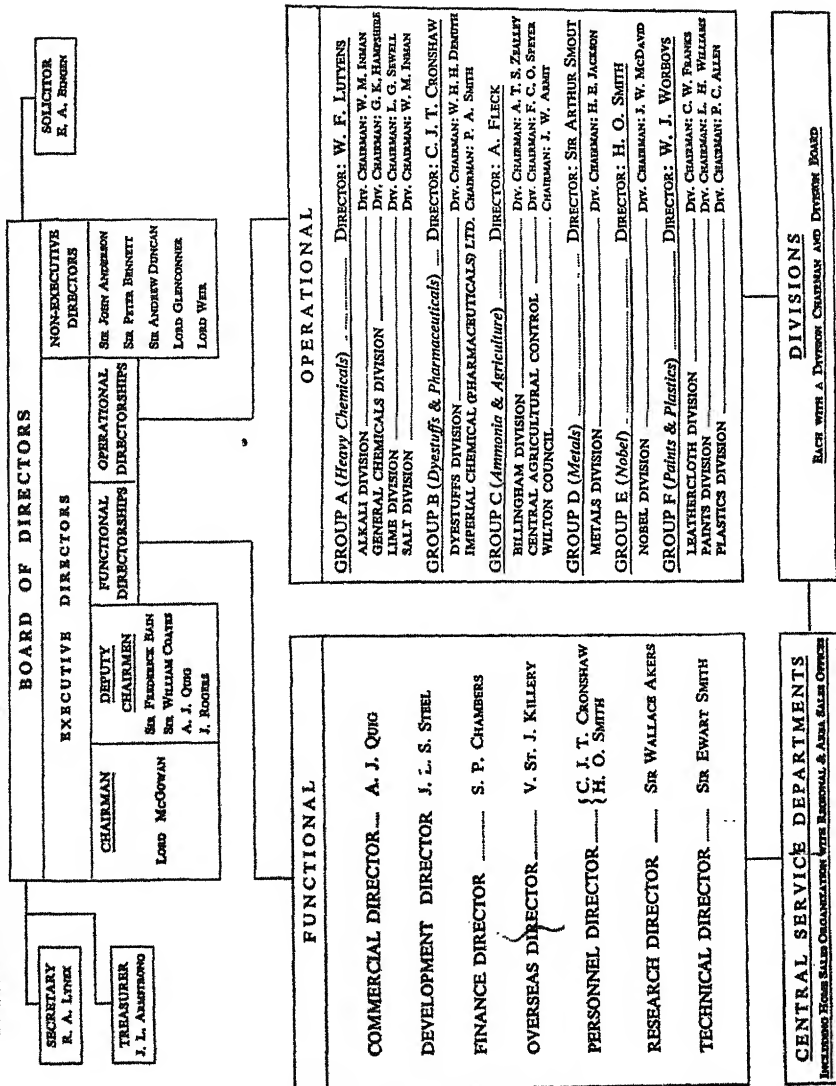 BOARD OF DIRECTORS
EXECUTIVE DIRECTORS
NON-EXECUTIVE
DIRECTORS
CHAIRMAN
LORD McGOWAN
DEPUTY
CHAIRMEN
SIR FREDERICK BAIN
SIR WILLIAM COATES
A. J. QUIG
J. ROGERS
FUNCTIONAL
DIRECTORSHIPS
OPERATIONAL
DIRECTORSHIPS
SIR JOHN ANDERSON
SIR PETER BENNETT
SIR ANDREW DUNCAN
LORD GLENCONNER
LORD WEIR
SECRETARY
R. A. LYNEX
TREASURER
J. L. ARMSTRONG
SOLICITOR
E. A. BINGEN
FUNCTIONAL
COMMERCIAL DIRECTOR A. J. QUIG
DEVELOPMENT DIRECTOR J. L. S. STEEL
FINANCE DIRECTOR S. P. CHAMBERS
OVERSEAS DIRECTOR V. ST. J. KILLERY
PERSONNEL DIRECTOR { C. J. T. CRONSHAW
H. O. SMITH
RESEARCH DIRECTOR SIR WALLACE AKERS
TECHNICAL DIRECTOR SIR EWART SMITH
OPERATIONAL
GROUP A (Heavy Chemicals) DIRECTOR: W. F. LUTYENS
ALKALI DIVISION DIV. CHAIRMAN: W. M. INMAN
GENERAL CHEMICALS DIVISION DIV. CHAIRMAN: G. K. HAMPSHIRE
LIME DIVISION DIV. CHAIRMAN: L. G. SEWELL
SALT DIVISION DIV. CHAIRMAN: W. M. INMAN
GROUP B (Dyestuffs & Pharmaceuticals) DIRECTOR: C. J. T. CRONSHAW
DYESTUFFS DIVISION DIV. CHAIRMAN: W. H. H. DEMUTH
IMPERIAL CHEMICAL (PHARMACEUTICALS) LTD. CHAIRMAN: P. A. SMITH
GROUP C (Ammonia & Agriculture) DIRECTOR: A. FLECK
BILLINGHAM DIVISION DIV. CHAIRMAN: A. T. S. ZEALLEY
CENTRAL AGRICULTURAL CONTROL DIV. CHAIRMAN: F. C. O. SPEYER
WILTON COUNCIL CHAIRMAN: J. W. ARMIT
GROUP D (Metals) DIRECTOR: SIR ARTHUR SMOUT
METALS DIVISION DIV. CHAIRMAN: H. E. JACKSON
GROUP E (Nobel) DIRECTOR: H. O. SMITH
NOBEL DIVISION DIV. CHAIRMAN: J. W. McDAVID
GROUP F (Paints & Plastics) DIRECTOR: W. J. WORBOYS
LEATHERCLOTH DIVISION DIV. CHAIRMAN: C. W. FRANKS
PAINTS DIVISION DIV. CHAIRMAN: L. H. WILLIAMS
PLASTICS DIVISION DIV. CHAIRMAN: P. C. ALLEN
CENTRAL SERVICE DEPARTMENTS
INCLUDING HOME SALES ORGANIZATION WITH REGIONAL & AREA SALES OFFICES
DIVISIONS
EACH WITH A DIVISION CHAIRMAN AND DIVISION BOARD